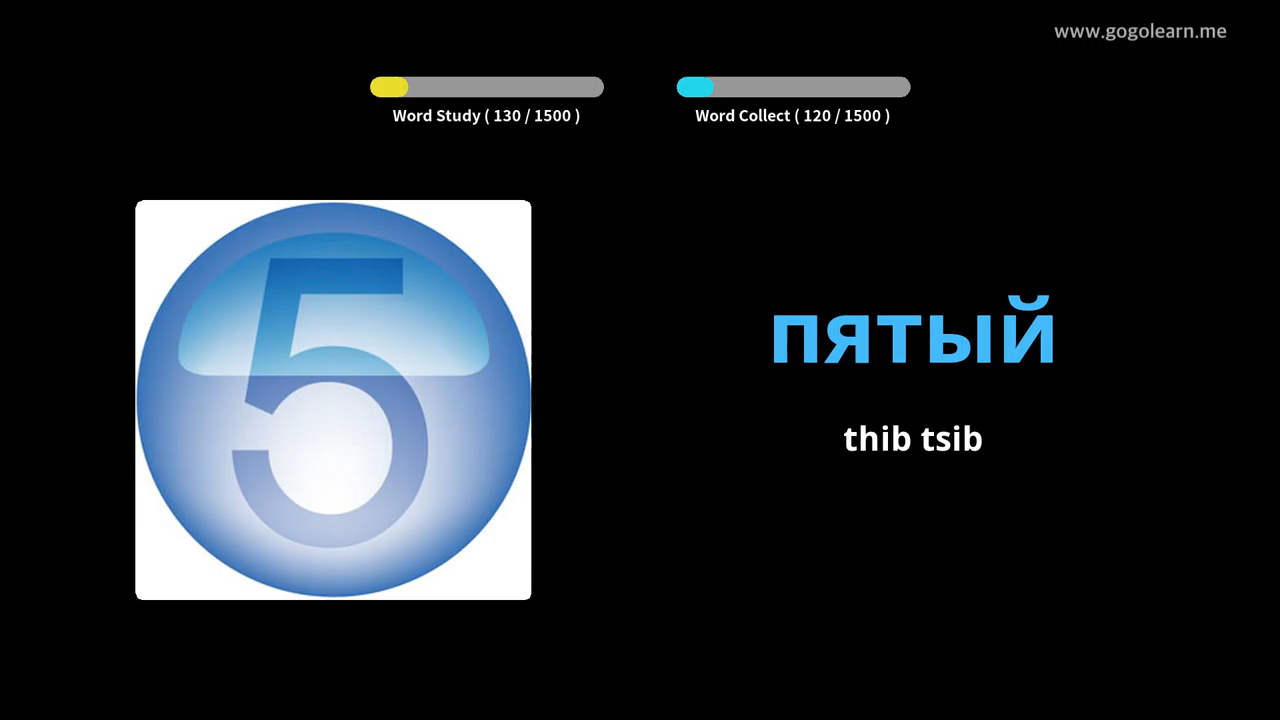 www.gogolearn.me
Word Study ( 130 / 1500 )
Word Collect ( 120 / 1500 )
5
пятый
thib tsib